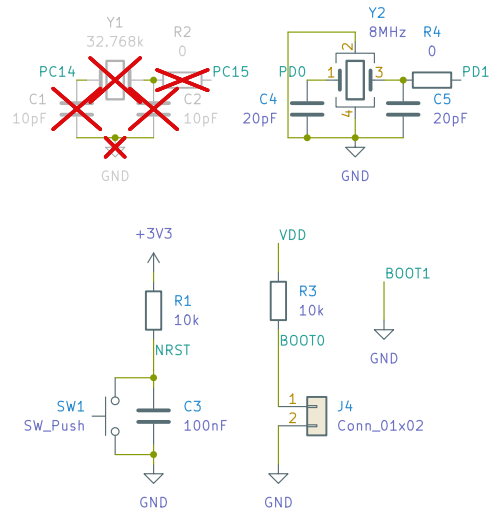 Y1
32.768k
R2
0
PC14
PC15
C1
10pF
C2
10pF
GND
Y2
8MHz
R4
0
PD0
1
2
3
4
PD1
C4
20pF
C5
20pF
GND
+3V3
R1
10k
NRST
SW1
SW_Push
C3
100nF
GND
VDD
R3
10k
BOOT0
1
2
J4
Conn_01x02
GND
BOOT1
GND